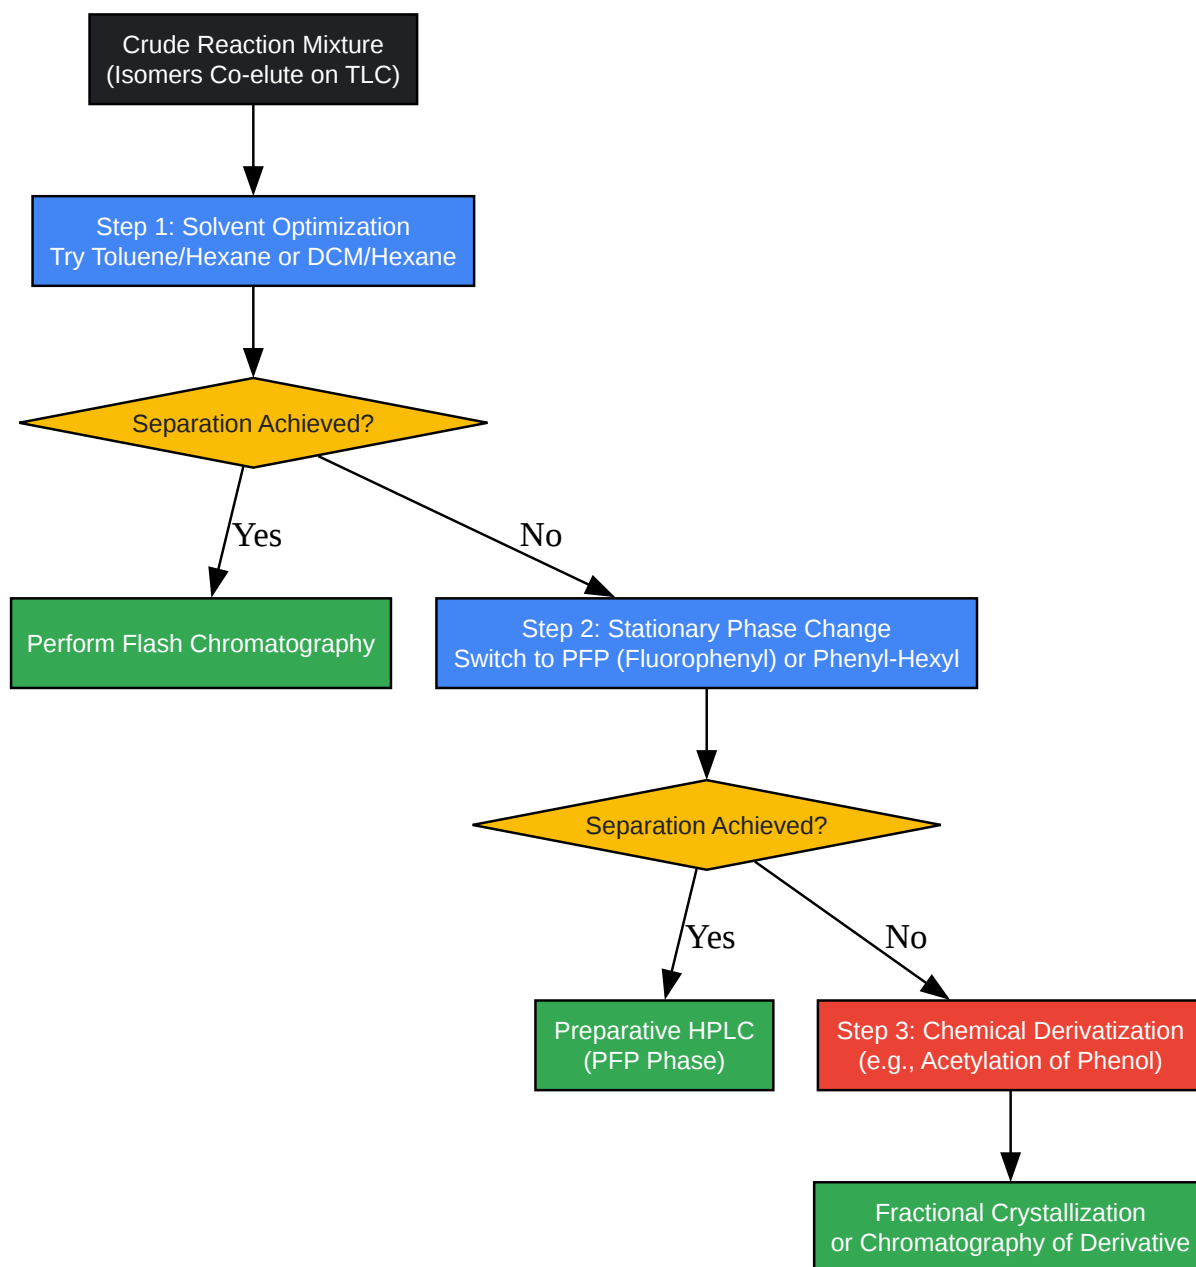 Crude Reaction Mixture
(Isomers Co-elute on TLC)
Step 1: Solvent Optimization
Try Toluene/Hexane or DCM/Hexane
Separation Achieved?
Yes
No
Perform Flash Chromatography
Step 2: Stationary Phase Change
Switch to PFP (Fluorophenyl) or Phenyl-Hexyl
Separation Achieved?
Yes
No
Preparative HPLC
(PFP Phase)
Step 3: Chemical Derivatization
(e.g., Acetylation of Phenol)
Fractional Crystallization
or Chromatography of Derivative